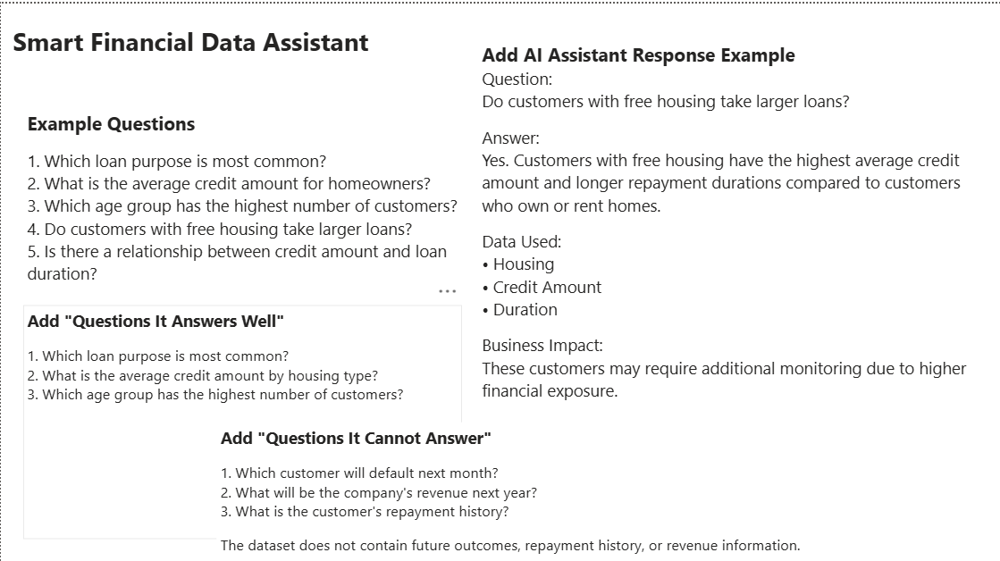 Smart Financial Data Assistant
Example Questions
1. Which loan purpose is most common?
2. What is the average credit amount for homeowners?
3. Which age group has the highest number of customers?
4. Do customers with free housing take larger loans?
5. Is there a relationship between credit amount and loan
duration?
...
Add "Questions It Answers Well"
1. Which loan purpose is most common?
2. What is the average credit amount by housing type?
3. Which age group has the highest number of customers?
Add "Questions It Cannot Answer"
1. Which customer will default next month?
2. What will be the company's revenue next year?
3. What is the customer's repayment history?
The dataset does not contain future outcomes, repayment history, or revenue information.
Add AI Assistant Response Example
Question:
Do customers with free housing take larger loans?
Answer:
Yes. Customers with free housing have the highest average credit
amount and longer repayment durations compared to customers
who own or rent homes.
Data Used:
• Housing
• Credit Amount
• Duration
Business Impact:
These customers may require additional monitoring due to higher
financial exposure.